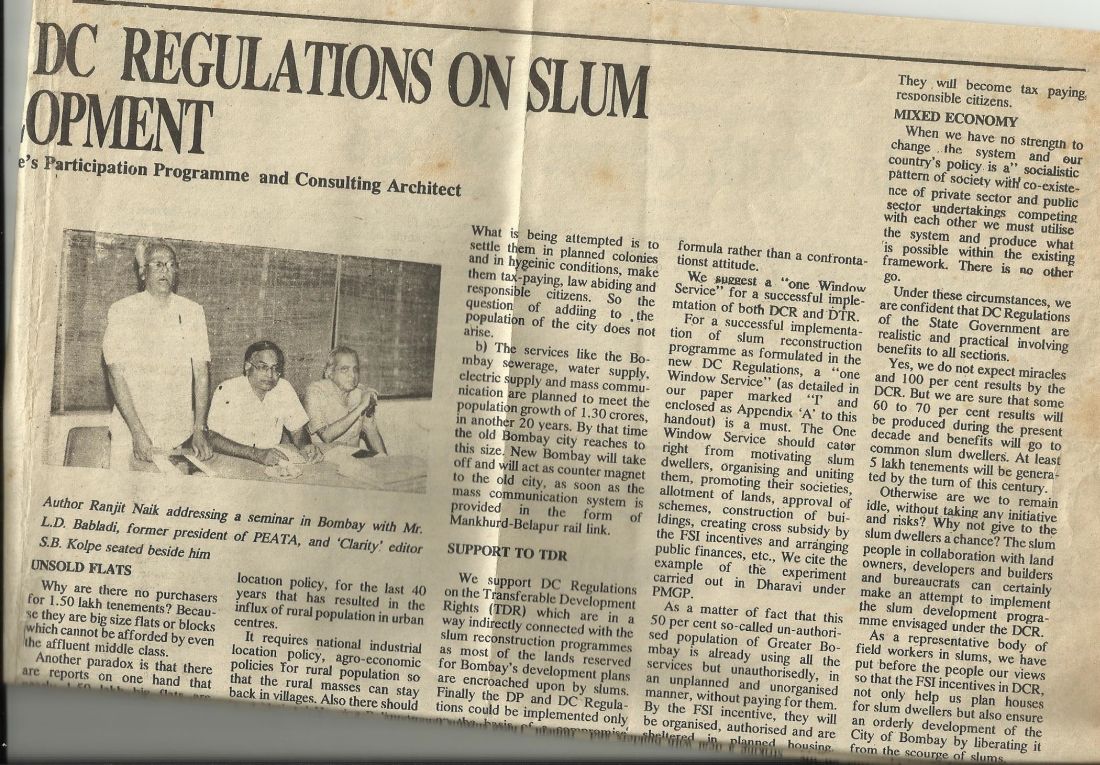 DC REGULATIONS ON SLUM
OPMENT
e's Participation Programme and Consulting Architect
Author Ranjit Naik addressing a seminar in Bombay with Mr.
L.D. Babladi, former president of PEATA, and 'Clarity' editor
S.B. Kolpe seated beside him
UNSOLD FLATS
Why are there no purchasers
for 1.50 lakh tenements? Becau-
se they are big size flats or blocks
which cannot be afforded by even
the affluent middle class.
Another paradox is that there
are reports on one hand that
location policy, for the last 40
years that has resulted in the
influx of rural population in urban
centres.
It requires national industrial
location policy, agro-economic
policies for rural population so
that the rural masses can stay
back in villages. Also there should
What is being attempted is to
settle them in planned colonies
and in hygeinic conditions, make
them tax-paying, law abiding and
responsible citizens. So the
question of addiing to the
population of the city does not
arise.
b) The services like the Bo-
mbay sewerage, water supply,
electric supply and mass commu-
nication are planned to meet the
population growth of 1.30 crores,
in another 20 years. By that time
the old Bombay city reaches to
this size. New Bombay will take
off and will act as counter magnet
to the old city, as soon as the
mass communication system is
provided in the form of
Mankhurd-Belapur rail link.
SUPPORT TO TDR
We support DC Regulations
on the Transferable Development
Rights (TDR) which are in a
way indirectly connected with the
slum reconstruction programmes
as most of the lands reserved
for Bombay's development plans
are encroached upon by slums.
Finally the DP and DC Regula-
tions could be implemented only
formula rather than a confronta-
tionst attitude.
We suggest a "one Window
Service" for a successful imple-
mtation of both DCR and DTR.
For a successful implementa-
tion of slum reconstruction
programme as formulated in the
new DC Regulations, a "one
Window Service" (as detailed in
our paper marked "I' and
enclosed as Appendix 'A' to this
handout) is a must. The One
Window Service should cater
right from motivating slum
dwellers, organising and uniting
them, promoting their societies,
allotment of lands, approval of
schemes, construction of bui-
ldings, creating cross subsidy by
the FSI incentives and arranging
public finances, etc., We cite the
example of the experiment
carried out in Dharavi under
PMGP.
As a matter of fact that this
50 per cent so-called un-authori-
sed population of Greater Bo-
mbay is already using all the
services but unauthorisedly, in
an unplanned and unorganised
manner, without paying for them.
By the FSI incentive, they will
be organised, authorised and are
sheltered in planned housing.
They will become tax paying,
responsible citizens.
MIXED ECONOMY
When we have no strength to
change the system and our
country's policy is a" socialistic
pattern of society with co-existe-
nce of private sector and public
sector undertakings competing
with each other we must utilise
the system and produce what
is possible within the existing
framework. There is no other
go.
Under these circumstances, we
are confident that DC Regulations
of the State Government are
realistic and practical involving
benefits to all sections.
Yes, we do not expect miracles
and 100 per cent results by the
DCR. But we are sure that some
60 to 70 per cent results will
be produced during the present
decade and benefits will go to
common slum dwellers. At least
5 lakh tenements will be genera-
ted by the turn of this century.
Otherwise are we to remain
idle, without taking any initiative
and risks? Why not give to the
slum dwellers a chance? The slum
people in collaboration with land
owners, developers and builders
and bureaucrats can certainly
make an attempt to implement
the slum development progra-
mme envisaged under the DCR.
As a representative body of
field workers in slums, we have
put before the people our views
so that the FSI incentives in DCR,
not only help us plan houses
for slum dwellers but also ensure
an orderly development of the
City of Bombay by liberating it
from the scourge of slums.